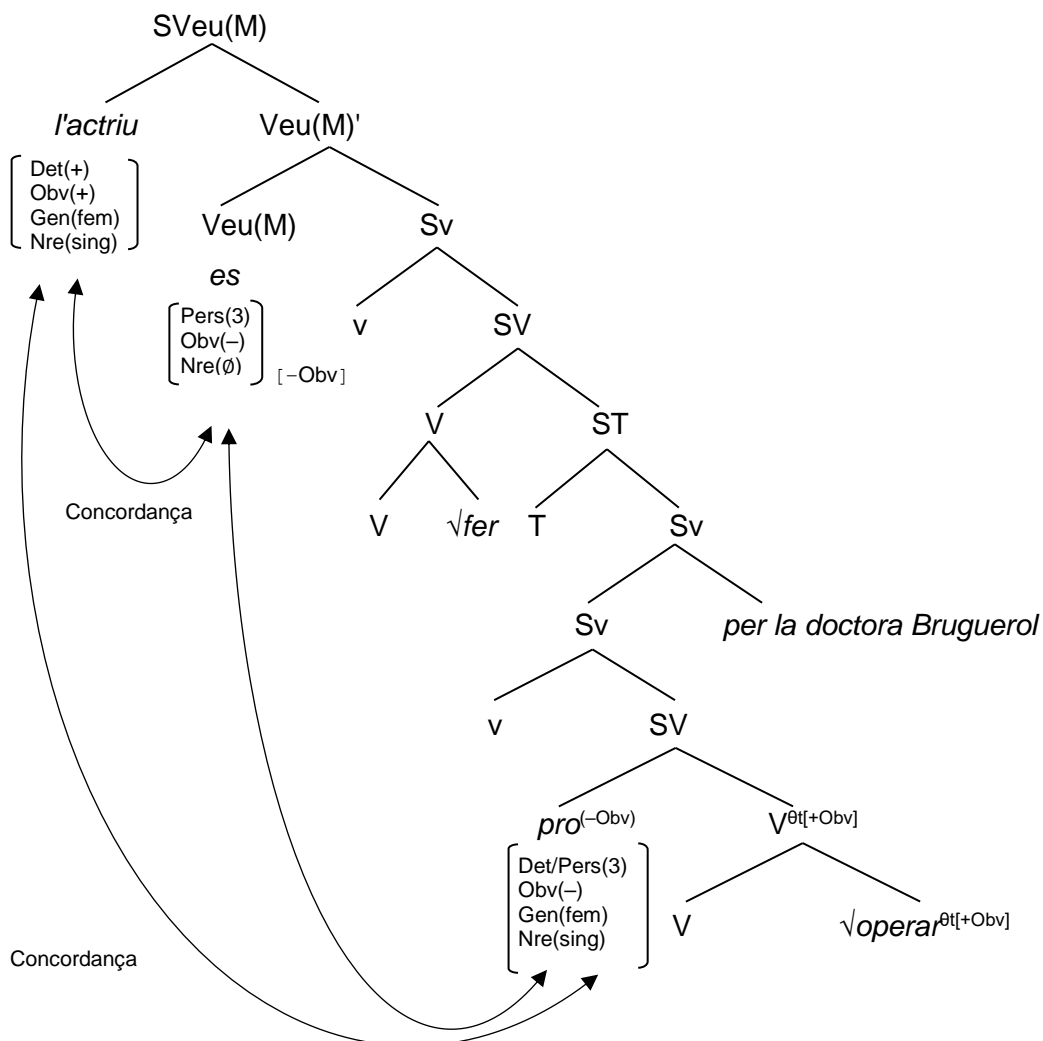 SVeu(M)
l'actriu Veu(M)'
Det(+)
Obv(+)
Gen(fem)
Nre(sing)
Veu(M) Sv
es
Pers(3)
Obv(–)
Nre(∅)
[−Obv]
v SV
V ST
Concordança
V √fer T Sv
Sv per la doctora Bruguerol
v SV
pro(–Obv) Vθt[+Obv]
Det/Pers(3)
Obv(–)
Gen(fem)
Nre(sing)
V √operarθt[+Obv]
Concordança